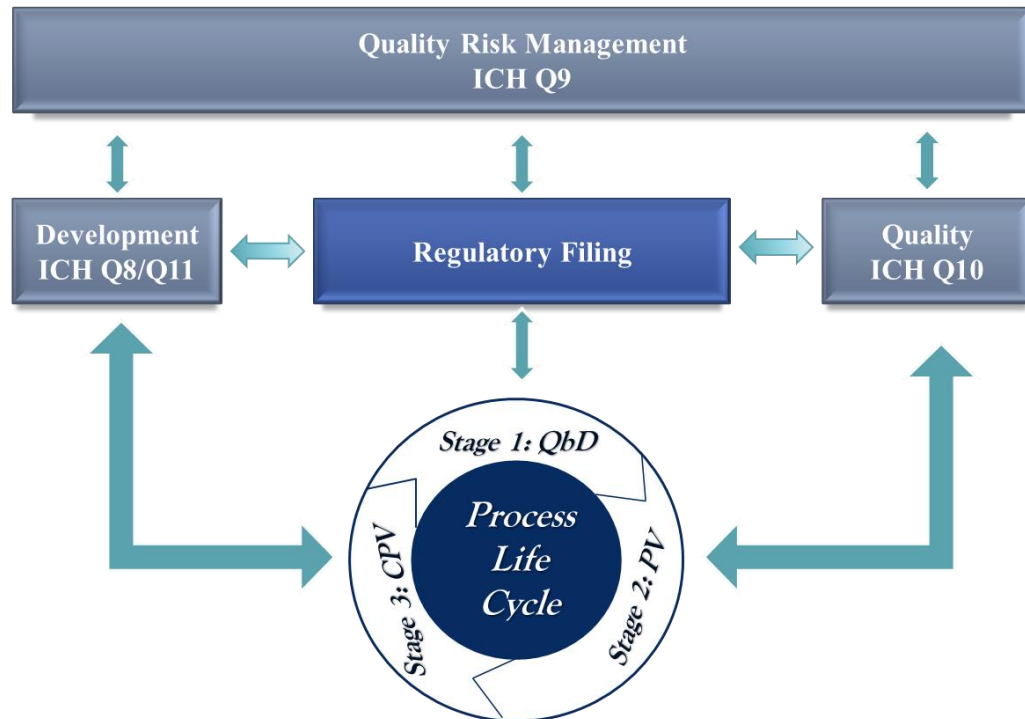 Quality Risk Management
ICH Q9
Development
ICH Q8/Q11
Regulatory Filing
Quality
ICH Q10
Stage 1: QbD
Process
Life
Cycle
Stage 2: PV
Stage 3: CPV